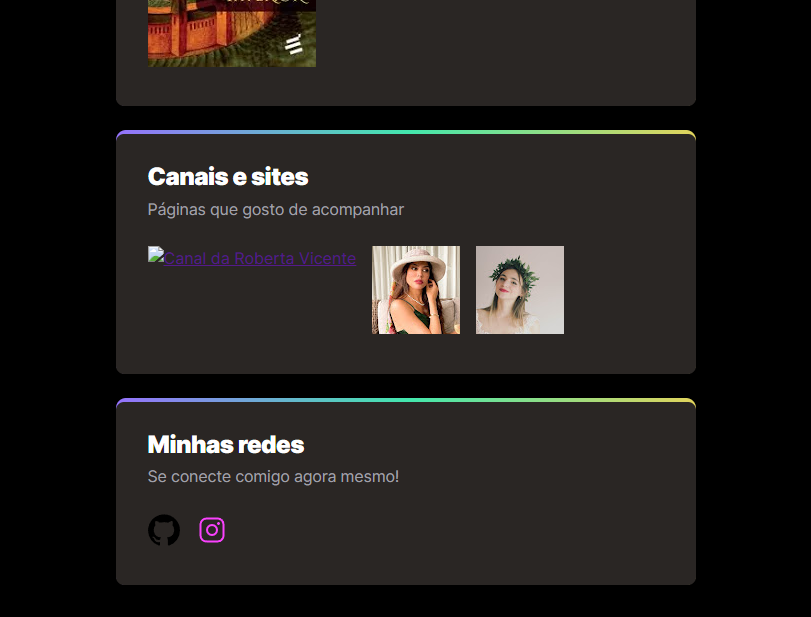 Canais e sites
Páginas que gosto de acompanhar
Canal da Roberta Vicente
Minhas redes
Se conecte comigo agora mesmo!